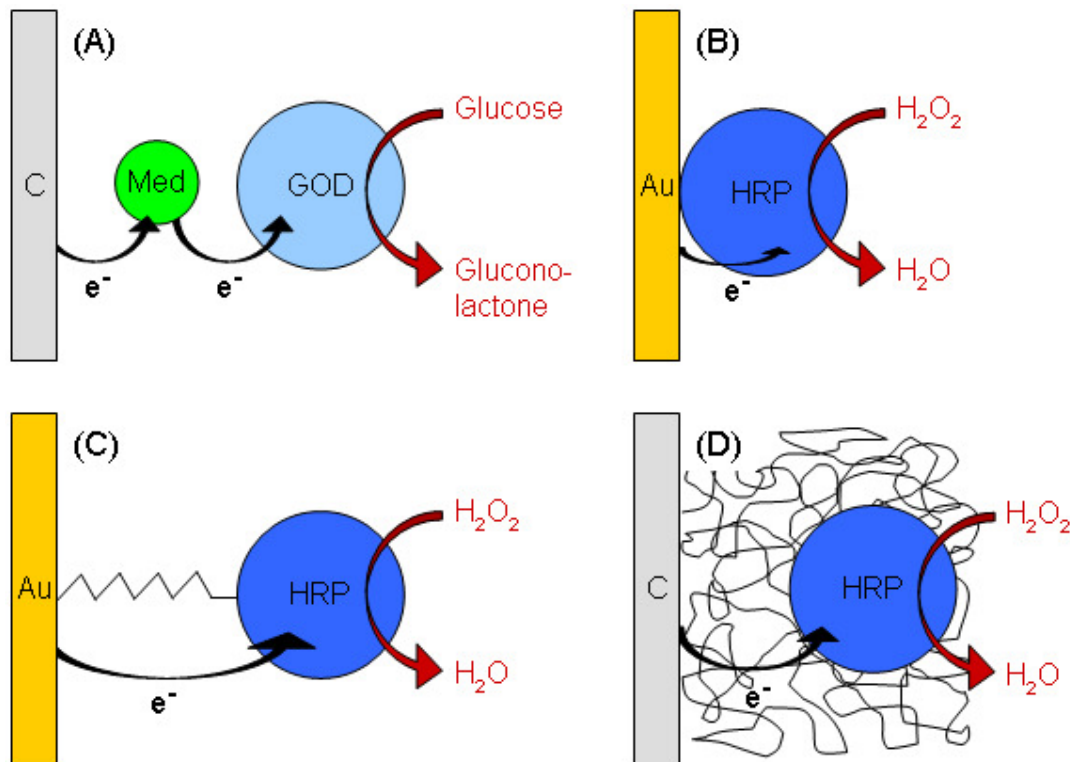 (A)
C
Med
GOD
Glucose
Glucono-
lactone
e⁻
e⁻
(B)
Au
HRP
H₂O₂
H₂O
e⁻
(C)
Au
HRP
H₂O₂
H₂O
e⁻
(D)
C
HRP
H₂O₂
H₂O
e⁻